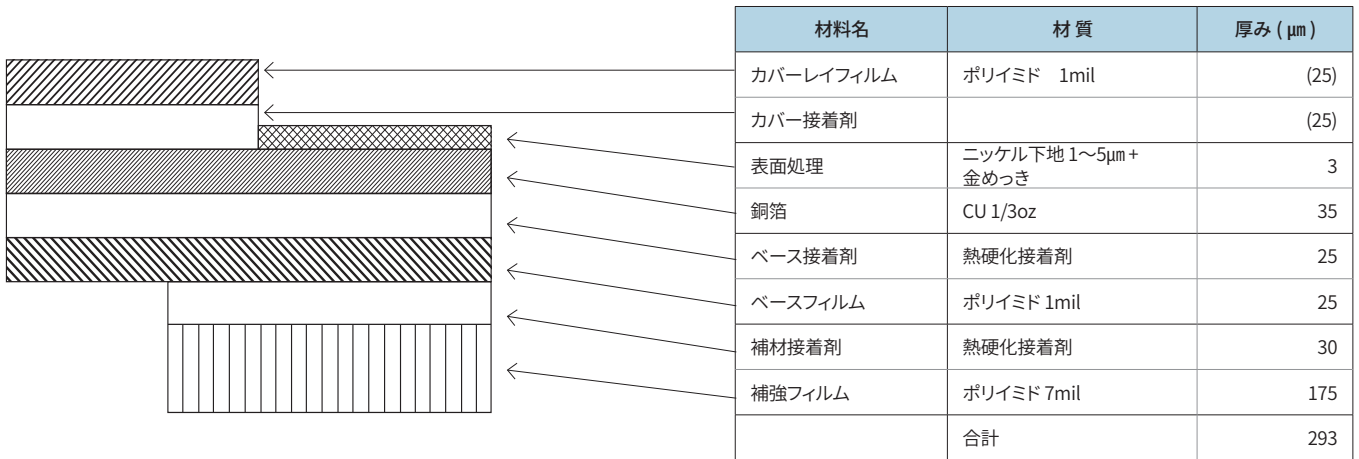 材料名 材 質 厚み ( μm )
カバーレイフィルム ポリイミド　1mil (25)
カバー接着剤 (25)
表面処理 ニッケル下地 1〜5μm +
金めっき 3
銅箔 CU 1/3oz 35
ベース接着剤 熱硬化接着剤 25
ベースフィルム ポリイミド 1mil 25
補材接着剤 熱硬化接着剤 30
補強フィルム ポリイミド 7mil 175
合計 293